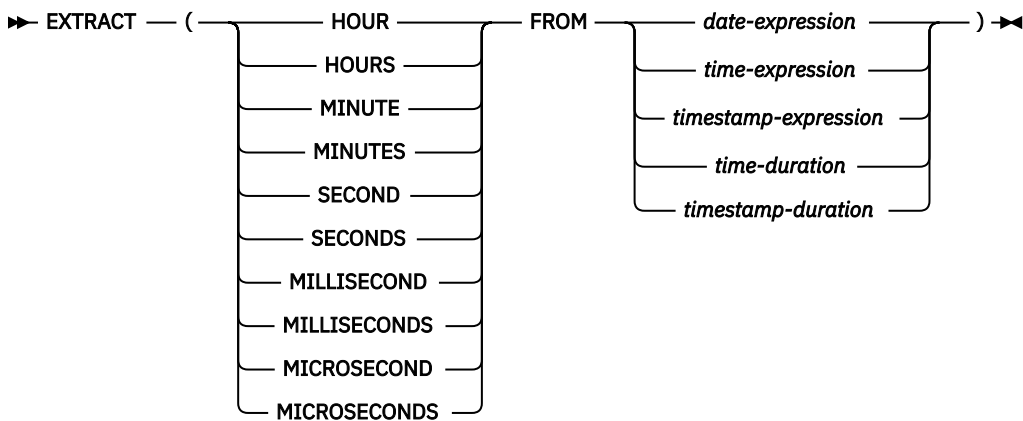 EXTRACT ( HOUR FROM date-expression )
HOURS time-expression
MINUTE timestamp-expression
MINUTES time-duration
SECOND timestamp-duration
SECONDS
MILLISECOND
MILLISECONDS
MICROSECOND
MICROSECONDS